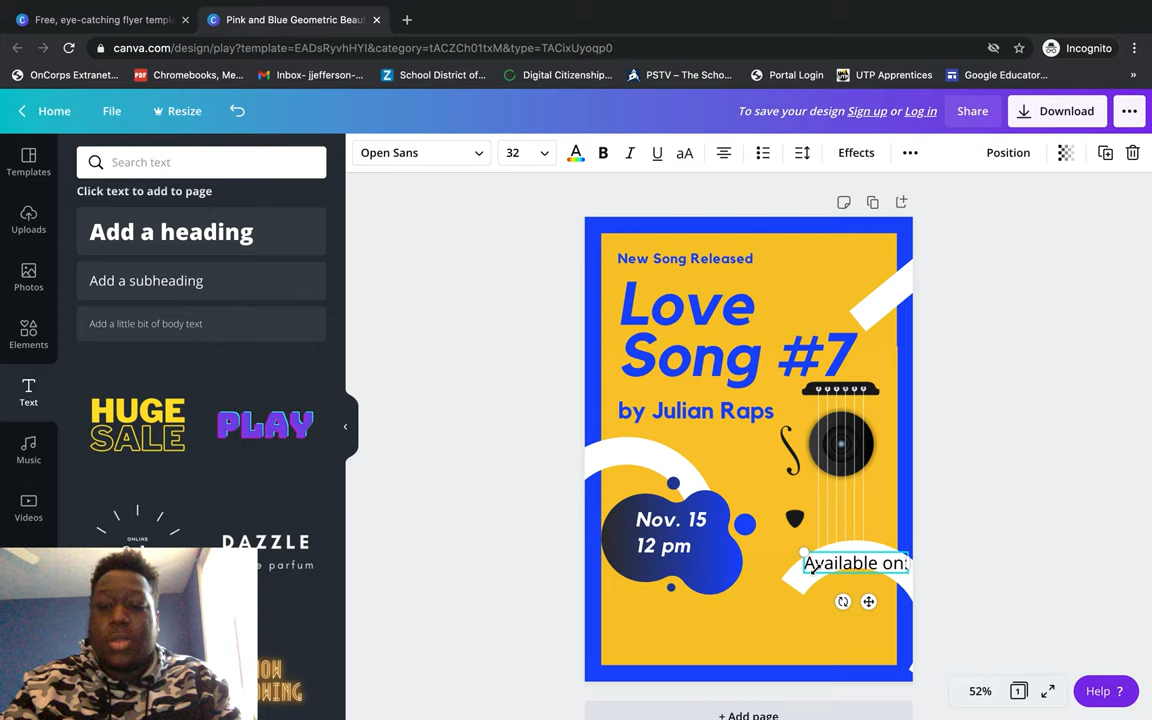 Free, eye-catching flyer templ
Pink and Blue Geometric Beaut
canva.com/design/play?template=EADsRyvhHYI&category=tACZCh01txM&type=TACixUyoqp0
Incognito
OnCorps Extranet...
Chromebooks, Me...
Inbox- jjefferson-...
School District of...
Digital Citizenship...
PSTV – The Scho...
Portal Login
UTP Apprentices
Google Educator...
»
Home
File
Resize
To save your design Sign up or Log in
Share
Download
Templates
Uploads
Photos
Elements
Text
Music
Videos
Search text
Click text to add to page
Add a heading
Add a subheading
Add a little bit of body text
HUGE
SALE
PLAY
ONLINE
DAZZLE
parfum
Open Sans
32
A B I U aA
Effects
Position
New Song Released
Love
Song #7
by Julian Raps
Nov. 15
12 pm
Available on:
+ Add page
52%
1
Help ?